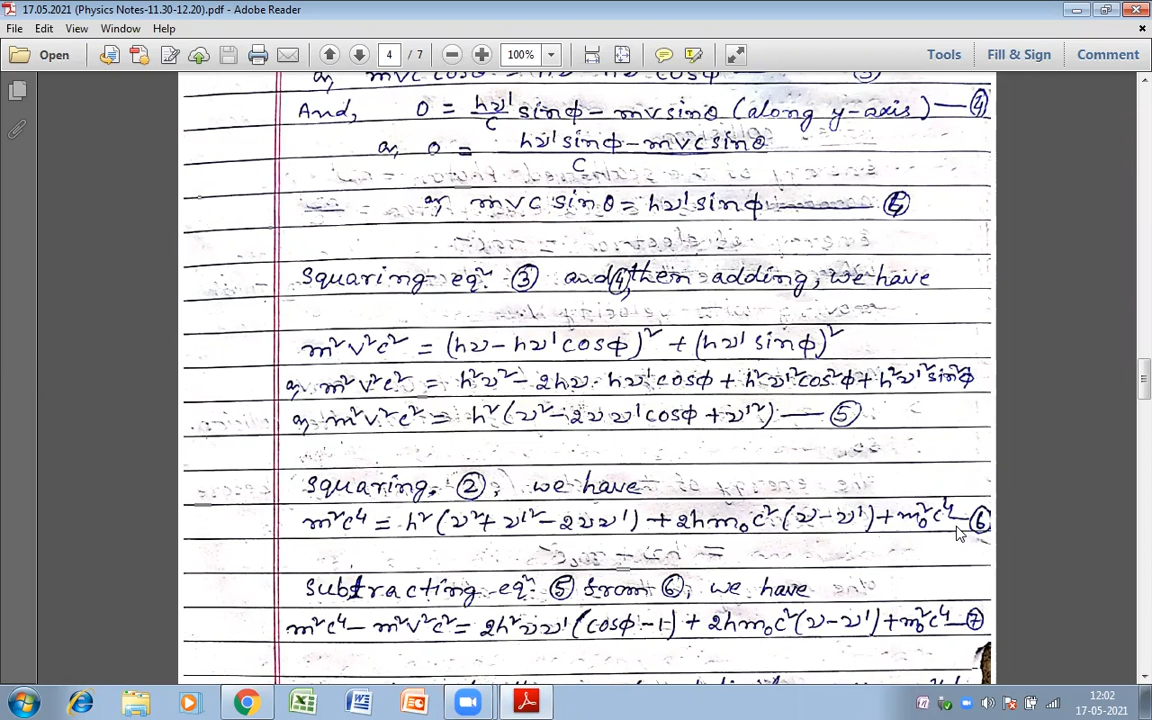 17.05.2021 (Physics Notes-11.30-12.20).pdf - Adobe Reader
File Edit View Window Help
Open 4 / 7 100% Tools Fill & Sign Comment
And, 0 = hν'/c sinφ - mv sinθ (along y-axis) — ④
or, 0 = (hν' sinφ - mvc sinθ)/c
or, mvc sinθ = hν' sinφ — ④
Squaring eqⁿ ③ and ④, then adding, we have
m²v²c² = (hν - hν' cosφ)² + (hν' sinφ)²
or, m²v²c² = h²ν² - 2hν·hν' cosφ + h²ν'² cos²φ + h²ν'² sin²φ
or, m²v²c² = h²(ν² - 2νν' cosφ + ν'²) — ⑤
Squaring, ②, we have
m²c⁴ = h²(ν² + ν'² - 2νν') + 2hm₀c²(ν - ν') + m₀²c⁴ — ⑥
Subtracting eqⁿ ⑤ from ⑥, we have
m²c⁴ - m²v²c² = 2h²νν'(cosφ - 1) + 2hm₀c²(ν - ν') + m₀²c⁴ — ⑦
12:02
17-05-2021